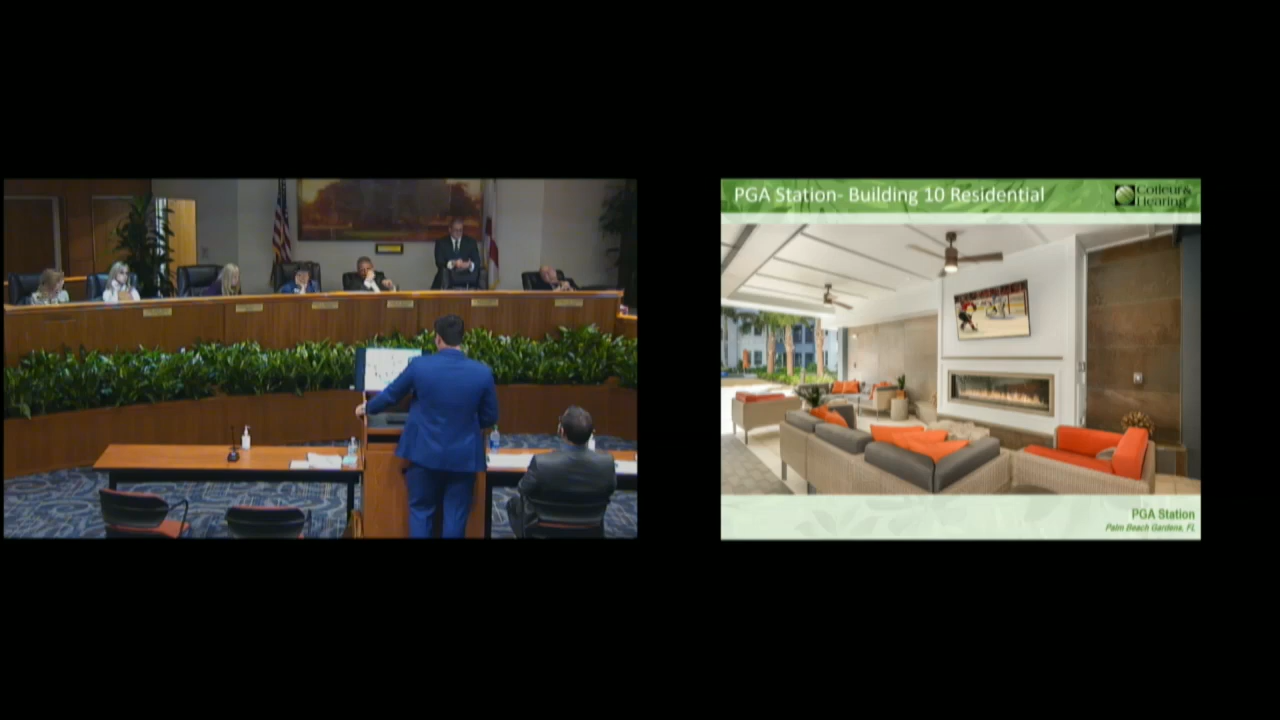 PGA Station- Building 10 Residential
Cotleur&
Hearing
PGA Station
Palm Beach Gardens, FL